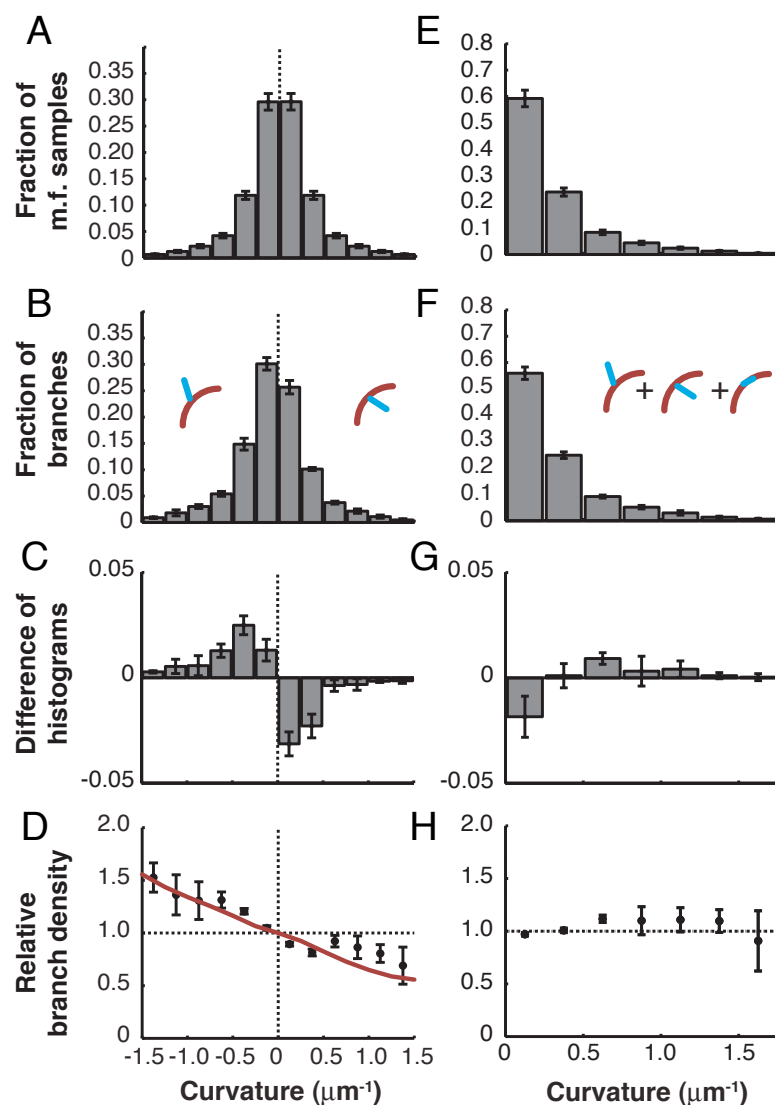 A
Fraction of
m.f. samples
0.35
0.30
0.25
0.20
0.15
0.10
0.05
0
E
0.8
0.7
0.6
0.5
0.4
0.3
0.2
0.1
0
B
Fraction of
branches
0.35
0.30
0.25
0.20
0.15
0.10
0.05
0
F
0.8
0.7
0.6
0.5
0.4
0.3
0.2
0.1
0
+ +
C
Difference of
histograms
0.05
0
-0.05
G
0.05
0
-0.05
D
Relative
branch density
2.0
1.5
1.0
0.5
0
-1.5 -1.0 -0.5 0 0.5 1.0 1.5
Curvature (μm⁻¹)
H
2.0
1.5
1.0
0.5
0
0 0.5 1.0 1.5
Curvature (μm⁻¹)